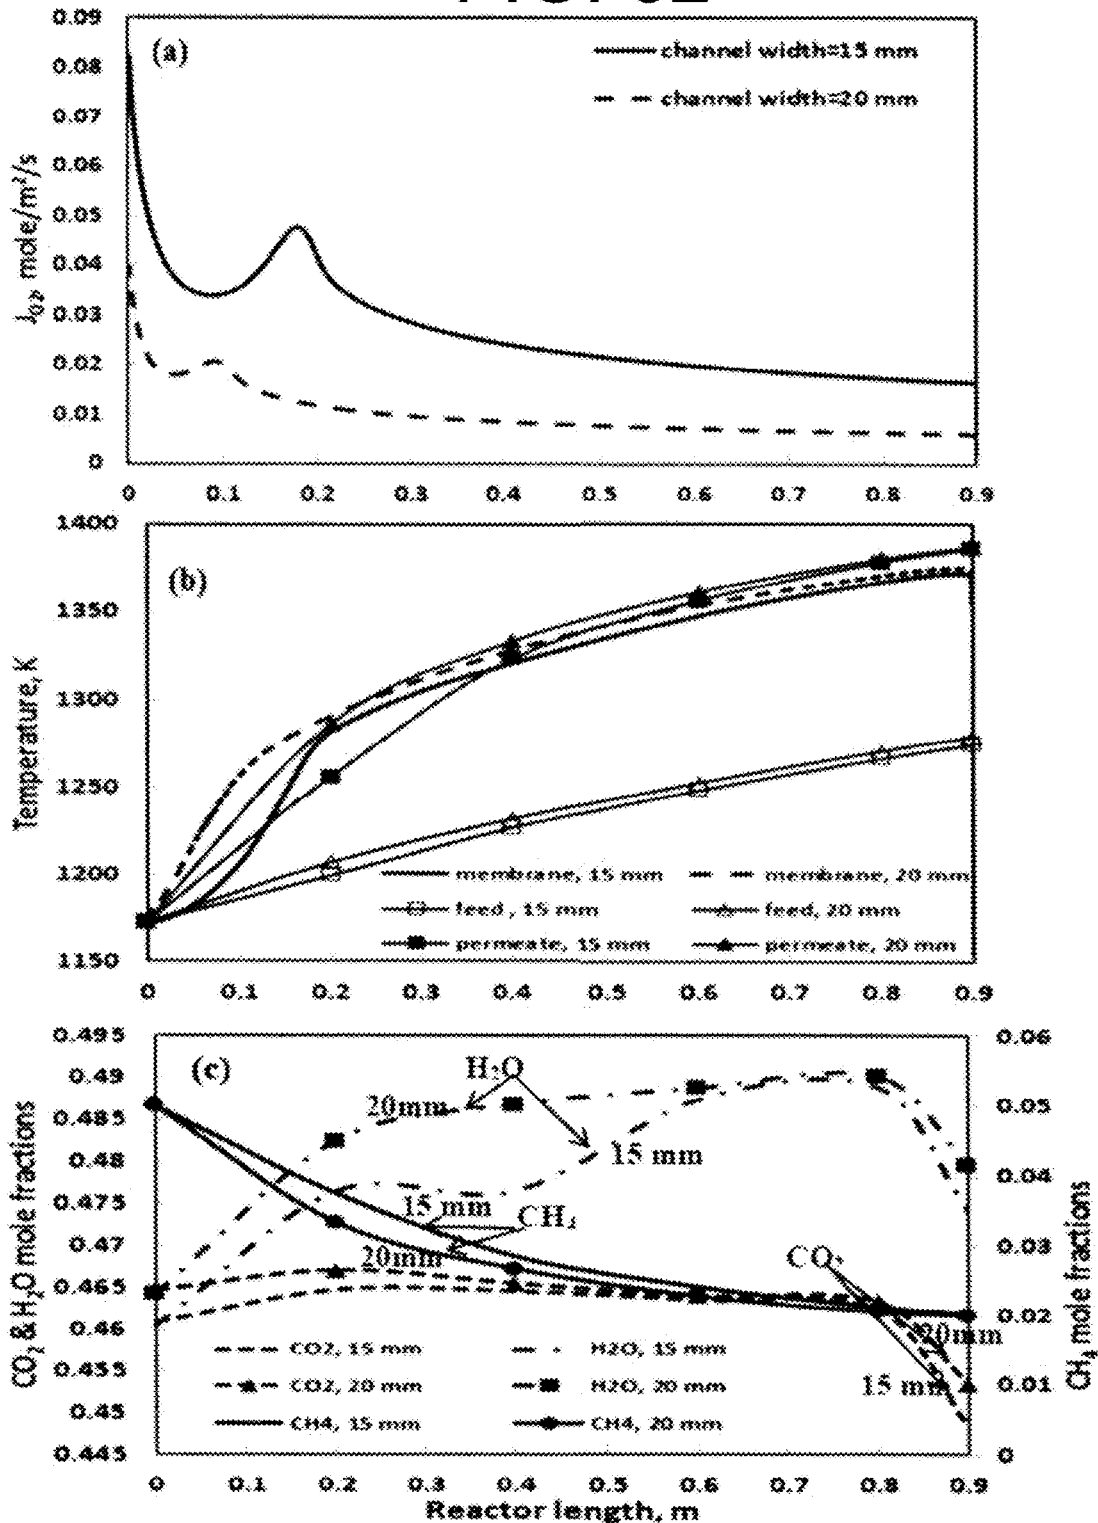 0.09
(a)
channel width=15 mm
0.08
channel width=20 mm
0.07
0.06
0.05
0.04
0.03
0.02
0.01
0
J_O2, mole/m²/s
0 0.1 0.2 0.3 0.4 0.5 0.6 0.7 0.8 0.9
1400
(b)
1350
1300
1250
1200
1150
Temperature, K
membrane, 15 mm membrane, 20 mm
feed , 15 mm feed, 20 mm
permeate, 15 mm permeate, 20 mm
0 0.1 0.2 0.3 0.4 0.5 0.6 0.7 0.8 0.9
0.495 0.06
(c) H₂O
0.49
20mm
0.485 0.05
15 mm
0.48
0.04
0.475
15 mm CH₄
0.47 0.03
20mm CO₂
0.465
0.02
0.46
20mm
CO2, 15 mm H2O, 15 mm
0.455
CO2, 20 mm H2O, 20 mm 15 mm 0.01
0.45
CH4, 15 mm CH4, 20 mm
0.445 0
CO₂ & H₂O mole fractions
CH₄ mole fractions
0 0.1 0.2 0.3 0.4 0.5 0.6 0.7 0.8 0.9
Reactor length, m